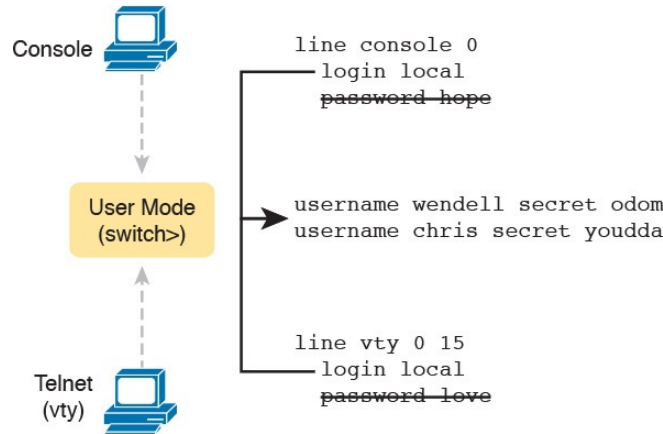 Console
line console 0
login local
password hope
User Mode
(switch>)
username wendell secret odom
username chris secret youdda
line vty 0 15
login local
password love
Telnet
(vty)